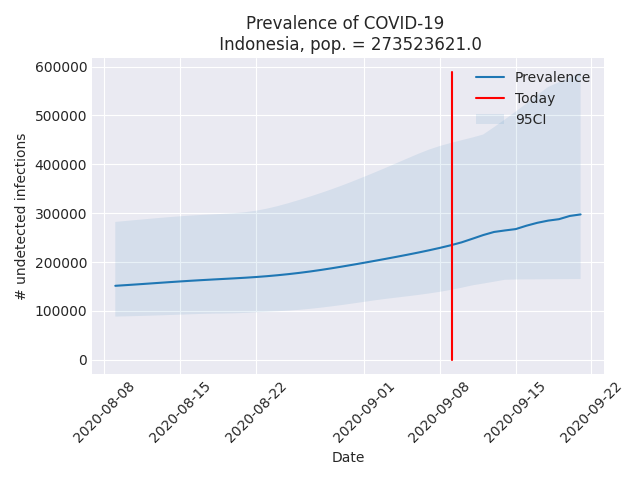 Prevalence of COVID-19
Indonesia, pop. = 273523621.0
600000
500000
400000
300000
200000
100000
0
# undetected infections
Prevalence
Today
95CI
2020-08-08
2020-08-15
2020-08-22
2020-09-01
2020-09-08
2020-09-15
2020-09-22
Date